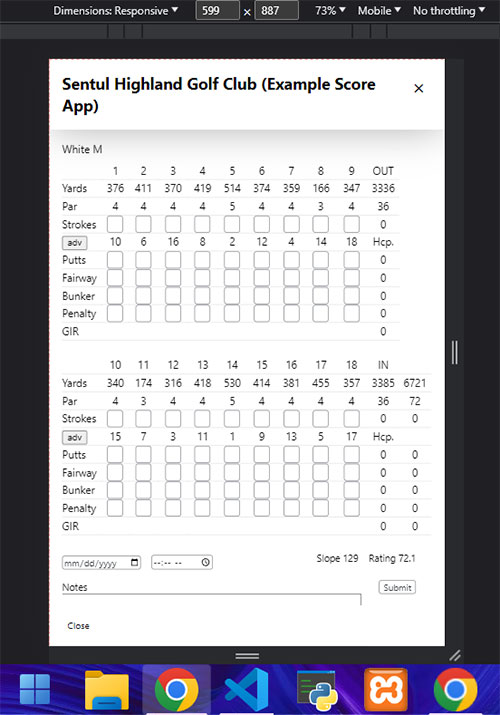 Dimensions: Responsive 599 × 887 73% Mobile No throttling
Sentul Highland Golf Club (Example Score
App)
×
White M
1 2 3 4 5 6 7 8 9 OUT
Yards 376 411 370 419 514 374 359 166 347 3336
Par 4 4 4 4 5 4 4 3 4 36
Strokes 0
adv 10 6 16 8 2 12 4 14 18 Hcp.
Putts 0
Fairway 0
Bunker 0
Penalty 0
GIR 0
10 11 12 13 14 15 16 17 18 IN
Yards 340 174 316 418 530 414 381 455 357 3385 6721
Par 4 3 4 4 5 4 4 4 4 36 72
Strokes 0 0
adv 15 7 3 11 1 9 13 5 17 Hcp.
Putts 0 0
Fairway 0 0
Bunker 0 0
Penalty 0 0
GIR 0 0
mm/dd/yyyy --:-- -- Slope 129 Rating 72.1
Notes Submit
Close